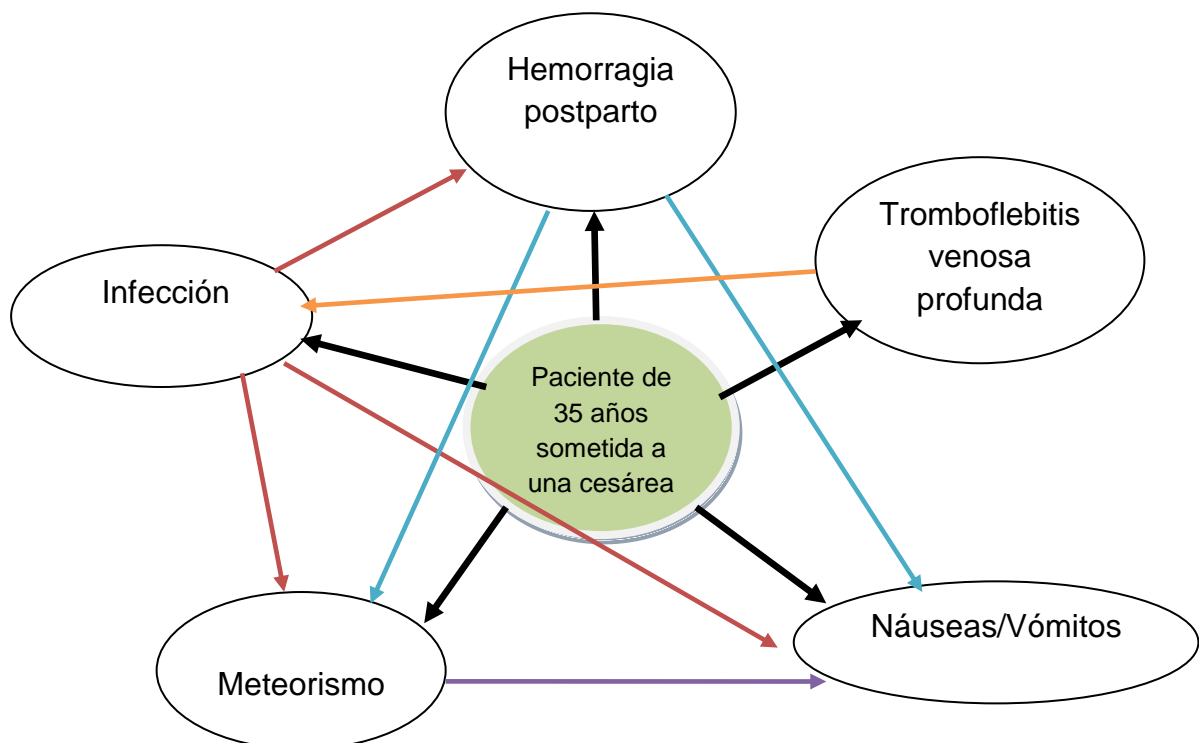 Hemorragia
postparto
Tromboflebitis
venosa
profunda
Infección
Paciente de
35 años
sometida a
una cesárea
Náuseas/Vómitos
Meteorismo